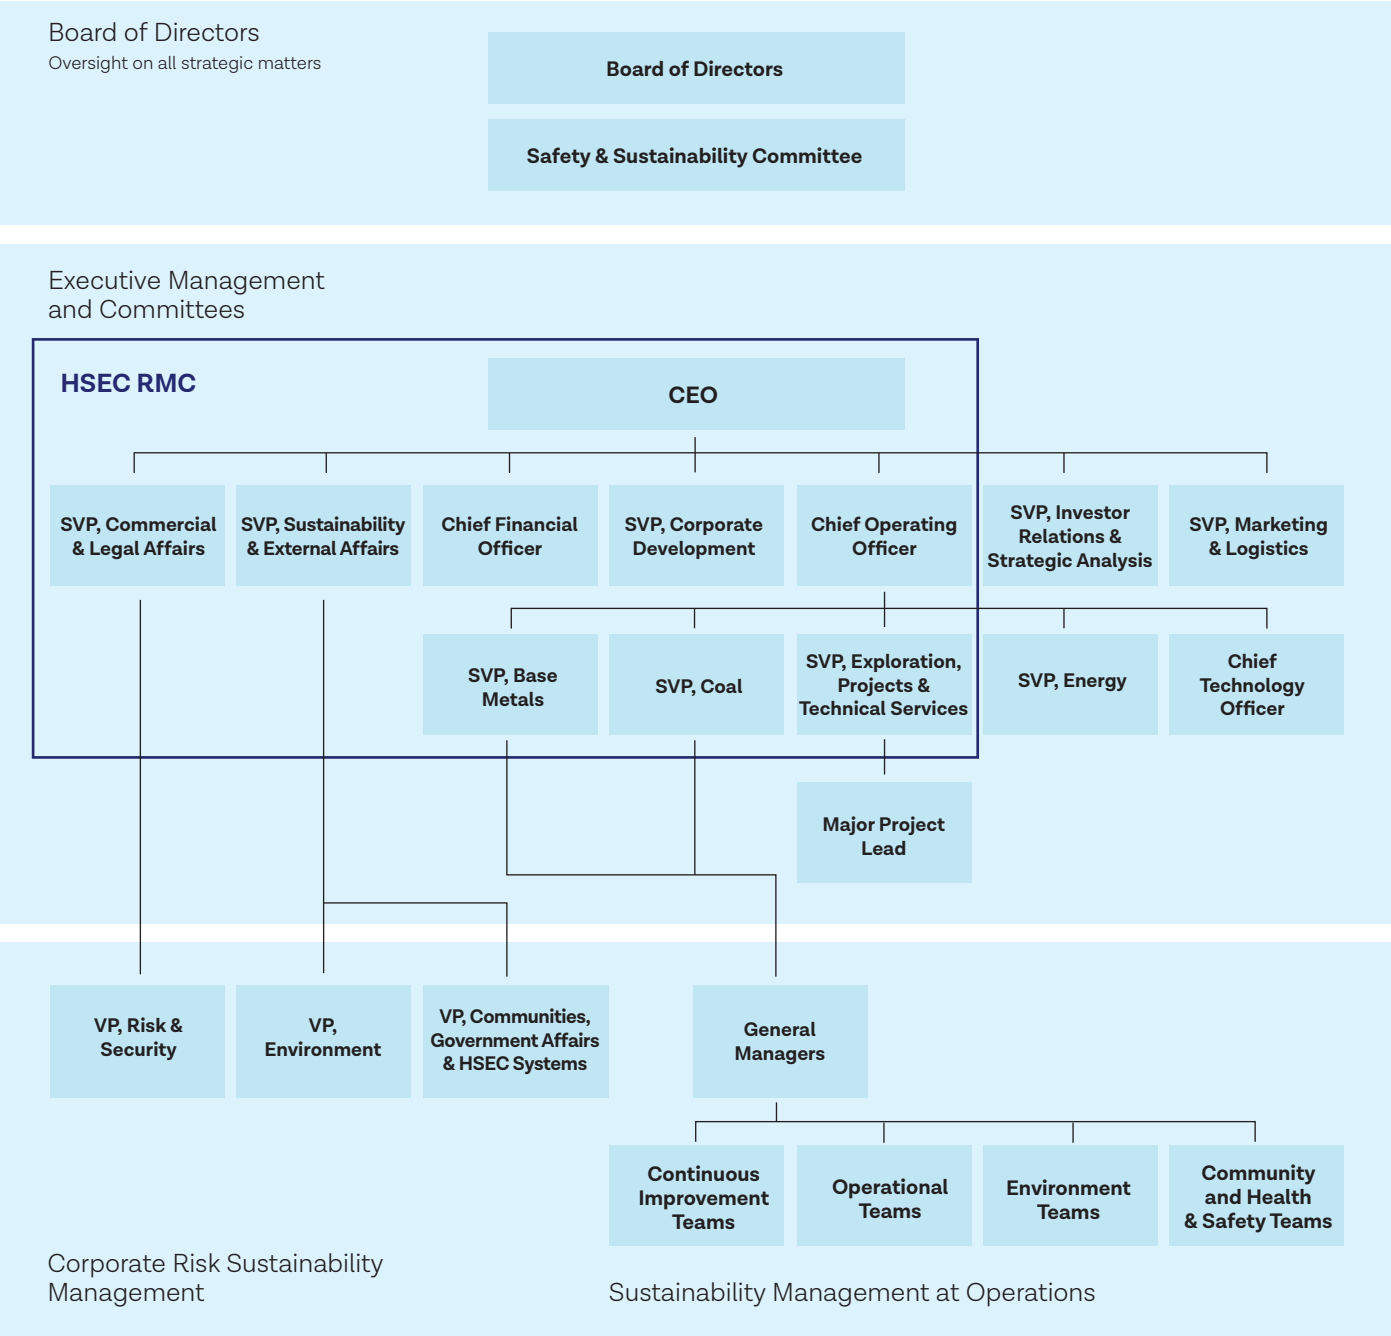 Board of Directors
Oversight on all strategic matters
Board of Directors
Safety & Sustainability Committee
Executive Management
and Committees
HSEC RMC
CEO
SVP, Commercial
& Legal Affairs
SVP, Sustainability
& External Affairs
Chief Financial
Officer
SVP, Corporate
Development
Chief Operating
Officer
SVP, Investor
Relations &
Strategic Analysis
SVP, Marketing
& Logistics
SVP, Base
Metals
SVP, Coal
SVP, Exploration,
Projects &
Technical Services
SVP, Energy
Chief
Technology
Officer
Major Project
Lead
VP, Risk &
Security
VP,
Environment
VP, Communities,
Government Affairs
& HSEC Systems
General
Managers
Continuous
Improvement
Teams
Operational
Teams
Environment
Teams
Community
and Health
& Safety Teams
Corporate Risk Sustainability
Management
Sustainability Management at Operations